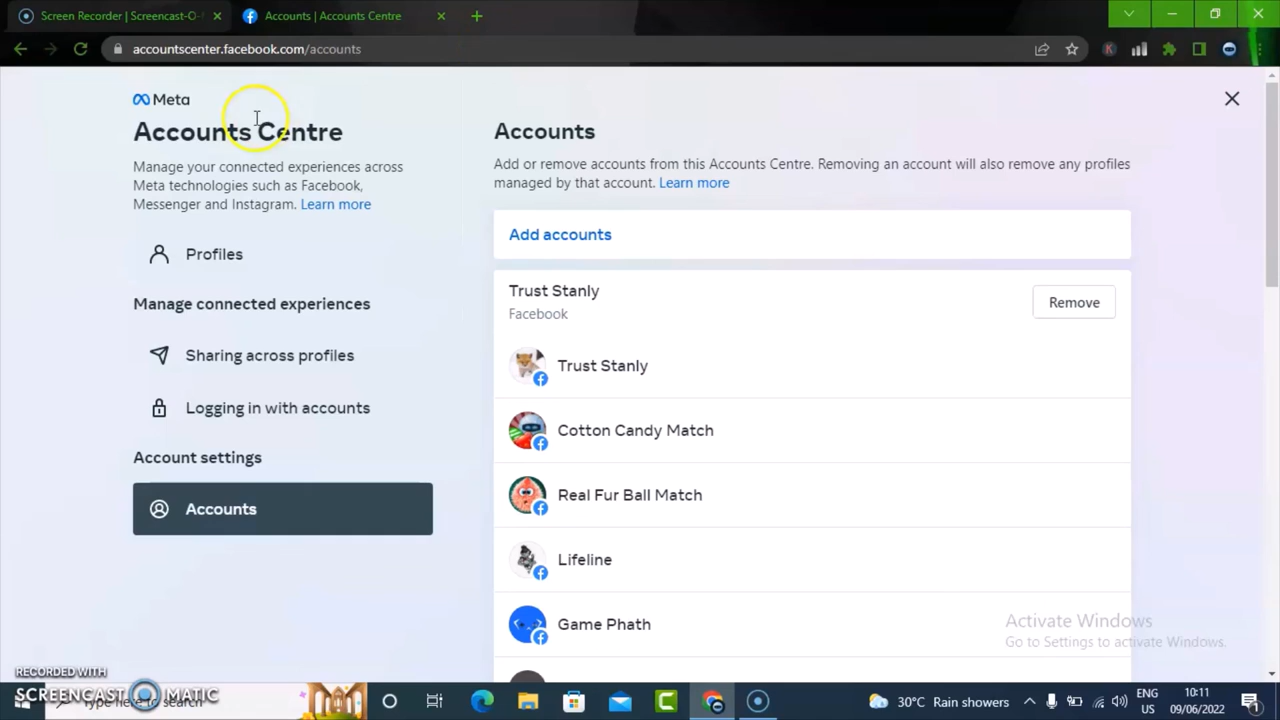 Screen Recorder | Screencast-O-
Accounts | Accounts Centre
accountscenter.facebook.com/accounts
Meta
Accounts Centre
Manage your connected experiences across
Meta technologies such as Facebook,
Messenger and Instagram. Learn more
Profiles
Manage connected experiences
Sharing across profiles
Logging in with accounts
Account settings
Accounts
Accounts
Add or remove accounts from this Accounts Centre. Removing an account will also remove any profiles
managed by that account. Learn more
Add accounts
Trust Stanly
Facebook
Remove
Trust Stanly
Cotton Candy Match
Real Fur Ball Match
Lifeline
Game Phath
Activate Windows
Go to Settings to activate Windows.
RECORDED WITH
SCREENCAST MATIC
Type here to search
30°C Rain showers
ENG
US
10:11
09/06/2022